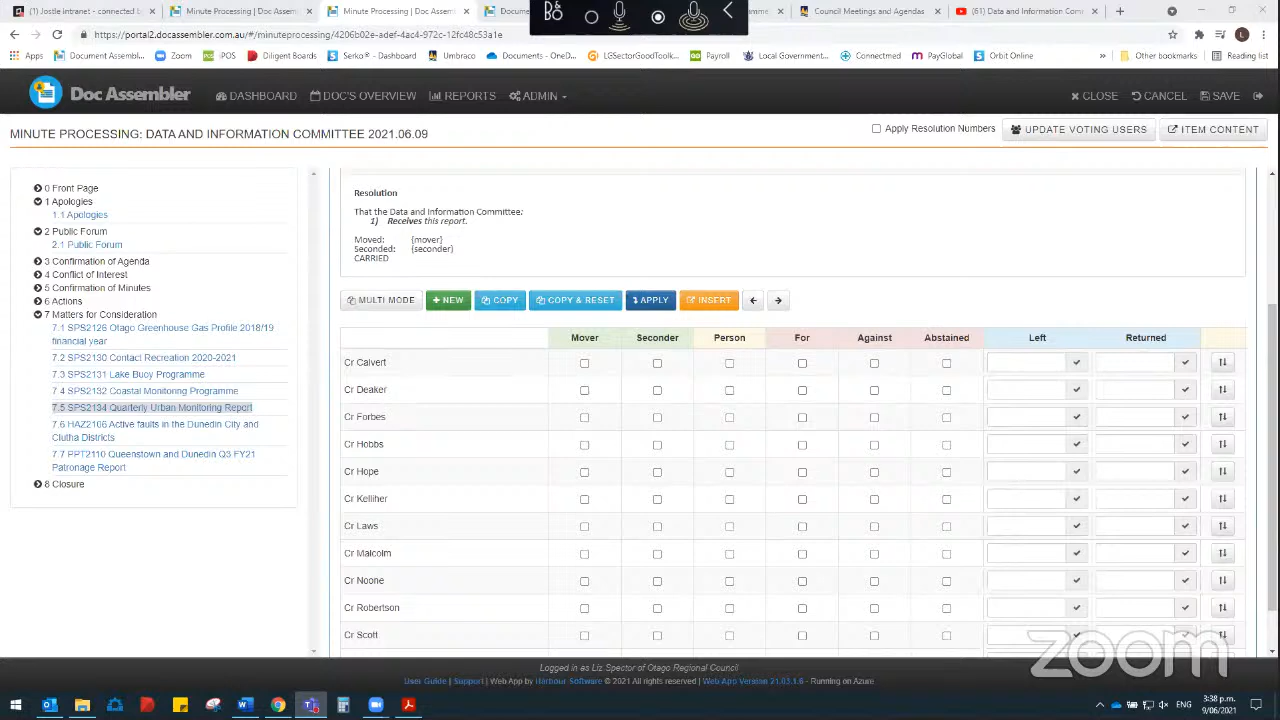 Jostle Intranet - connected b
Minute Processing | Doc Assemb
Minute Processing | Doc Assemb
Docume
Council Meetings and Agendas
(61) Data and Information Com
https://portal2.docassembler.com.au/#/minuteprocessing/4206b02e-adef-4ac4-972c-12fc48c53a1e
L
Apps Document Assembl... Zoom iPOS Diligent Boards Serko® - Dashboard Umbraco Documents - OneD... LGSectorGoodToolk... Payroll Local Government... Connectmed PayGlobal Orbit Online » Other bookmarks Reading list
Doc Assembler DASHBOARD DOC'S OVERVIEW REPORTS ADMIN CLOSE CANCEL SAVE
MINUTE PROCESSING: DATA AND INFORMATION COMMITTEE 2021.06.09
Apply Resolution Numbers UPDATE VOTING USERS ITEM CONTENT
0 Front Page
1 Apologies
1.1 Apologies
2 Public Forum
2.1 Public Forum
3 Confirmation of Agenda
4 Conflict of Interest
5 Confirmation of Minutes
6 Actions
7 Matters for Consideration
7.1 SPS2126 Otago Greenhouse Gas Profile 2018/19
financial year
7.2 SPS2130 Contact Recreation 2020-2021
7.3 SPS2131 Lake Buoy Programme
7.4 SPS2132 Coastal Monitoring Programme
7.5 SPS2134 Quarterly Urban Monitoring Report
7.6 HAZ2106 Active faults in the Dunedin City and
Clutha Districts
7.7 PPT2110 Queenstown and Dunedin Q3 FY21
Patronage Report
8 Closure
Resolution
That the Data and Information Committee:
1) Receives this report.
Moved: {mover}
Seconded: {seconder}
CARRIED
MULTI MODE NEW COPY COPY & RESET APPLY INSERT
Mover Seconder Person For Against Abstained Left Returned
Cr Calvert
Cr Deaker
Cr Forbes
Cr Hobbs
Cr Hope
Cr Kelliher
Cr Laws
Cr Malcolm
Cr Noone
Cr Robertson
Cr Scott
zoom
Logged in as Liz Spector of Otago Regional Council
User Guide | Support | Web App by Harbour Software © 2021 All rights reserved | Web App Version 21.03.1.6 - Running on Azure
ENG
3:38 p.m.
9/06/2021